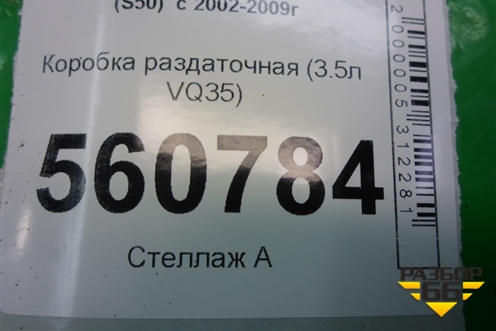 (S50) с 2002-2009г
Коробка раздаточная (3.5л
VQ35)
560784
Стеллаж А
2000005312281
РАЗБОР
66